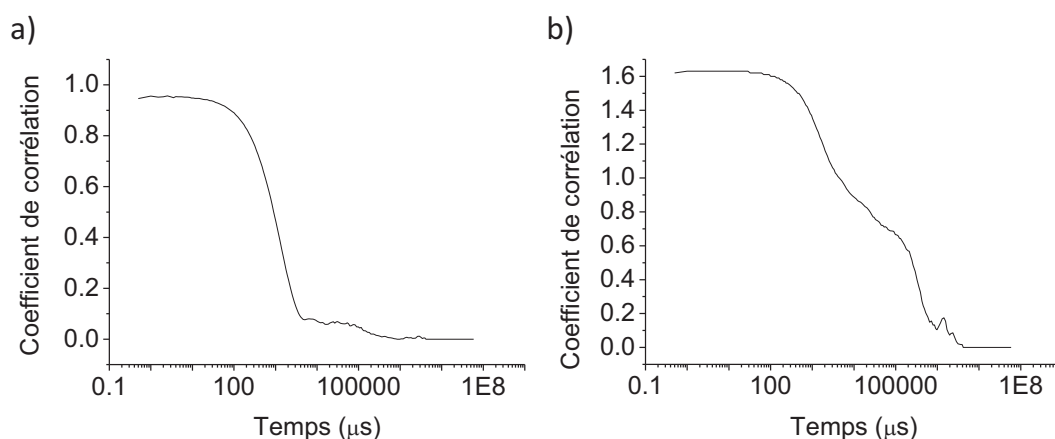 a)
Coefficient de corrélation
1.0
0.8
0.6
0.4
0.2
0.0
0.1
100
100000
1E8
Temps (μs)
b)
Coefficient de corrélation
1.6
1.4
1.2
1.0
0.8
0.6
0.4
0.2
0.0
0.1
100
100000
1E8
Temps (μs)